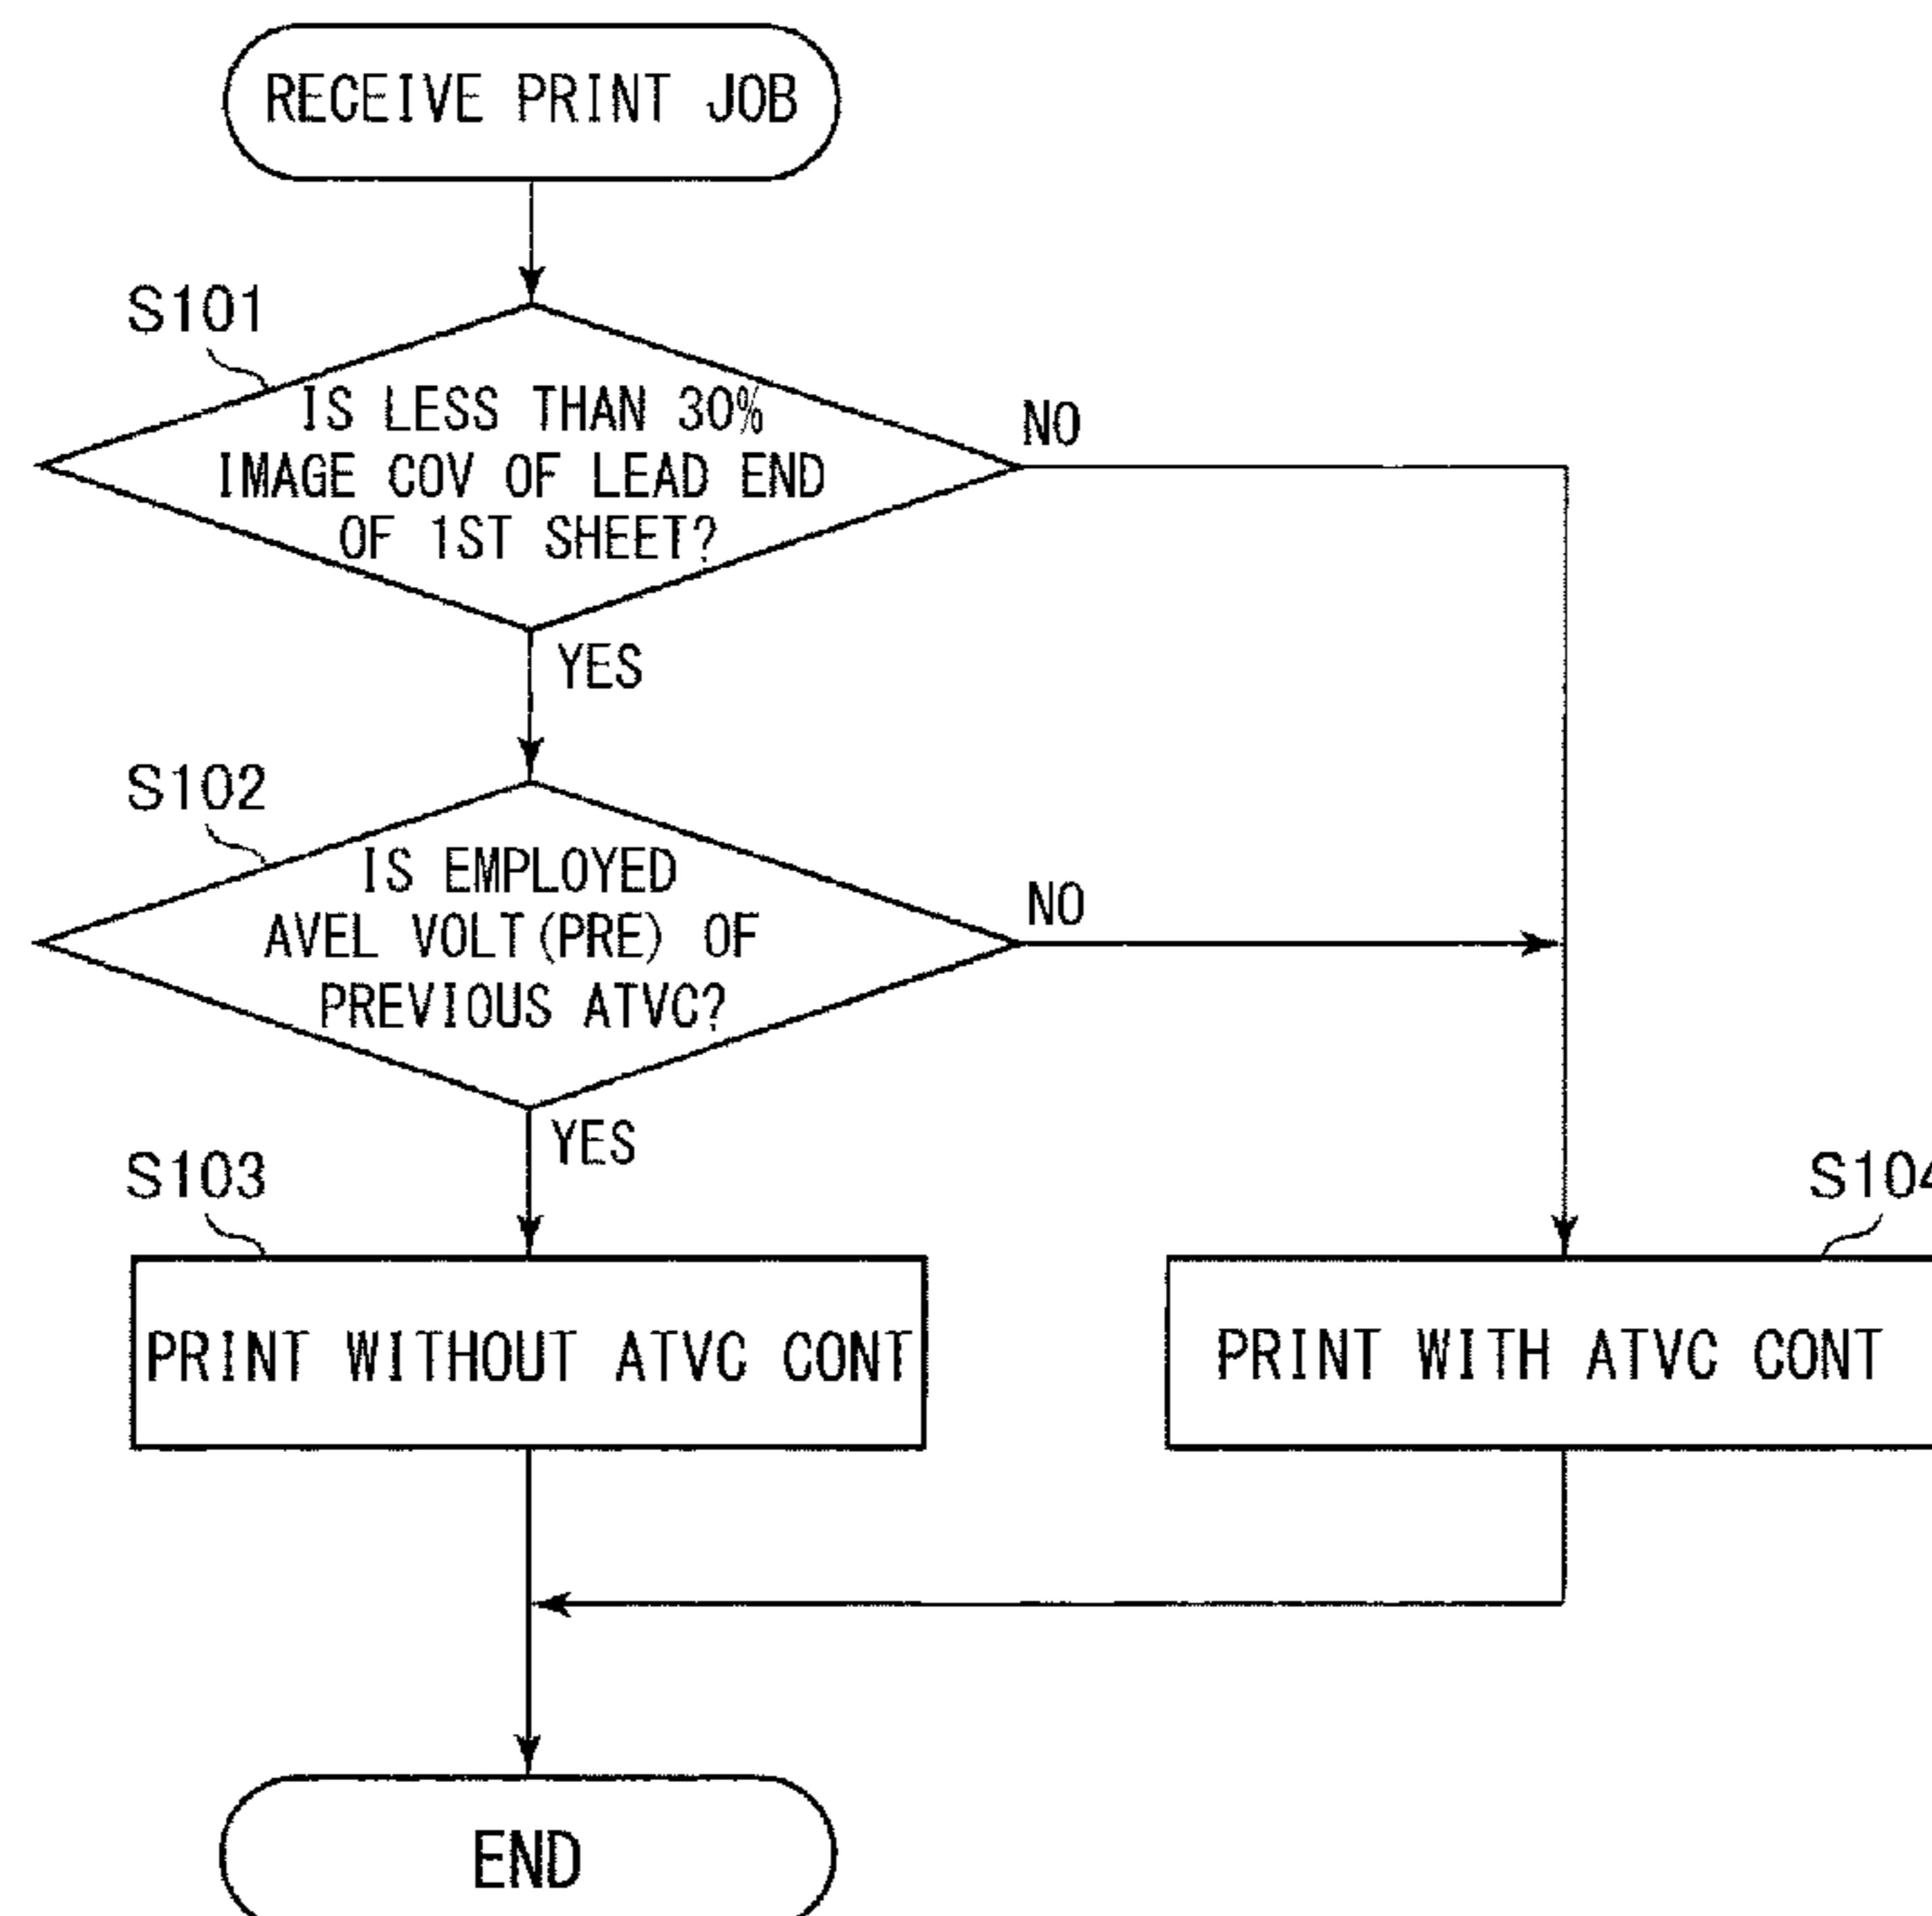 RECEIVE PRINT JOB
S101
IS LESS THAN 30%
IMAGE COV OF LEAD END
OF 1ST SHEET?
NO
YES
S102
IS EMPLOYED
AVEL VOLT(PRE) OF
PREVIOUS ATVC?
NO
YES
S103
PRINT WITHOUT ATVC CONT
S104
PRINT WITH ATVC CONT
END